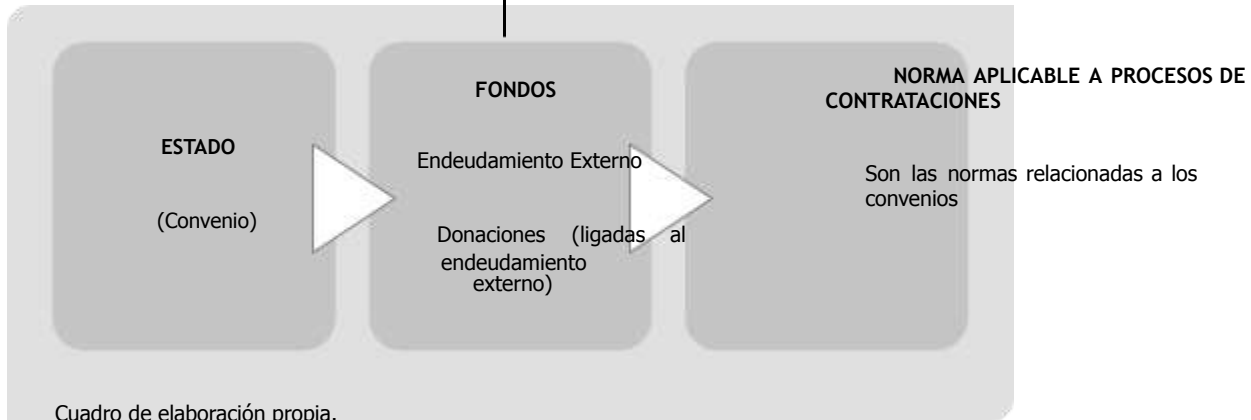 ESTADO
(Convenio)
FONDOS
Endeudamiento Externo
Donaciones (ligadas al
endeudamiento
externo)
NORMA APLICABLE A PROCESOS DE
CONTRATACIONES
Son las normas relacionadas a los
convenios
Cuadro de elaboración propia.